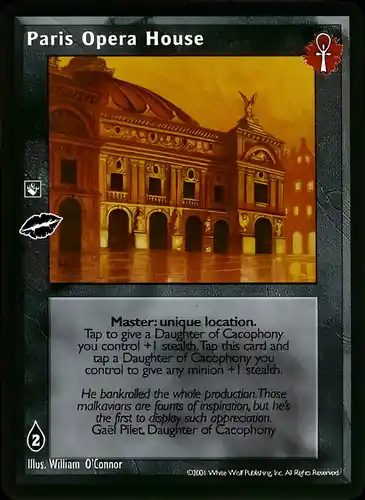 Paris Opera House
Master: unique location.
Tap to give a Daughter of Cacophony
you control +1 stealth. Tap this card and
tap a Daughter of Cacophony you
control to give any minion +1 stealth.
He bankrolled the whole production. Those
malkavians are founts of inspiration, but he's
the first to display such appreciation.
Gaël Pilet, Daughter of Cacophony
2
Illus. William O'Connor
©2001 White Wolf Publishing, Inc. All Rights Reserved.